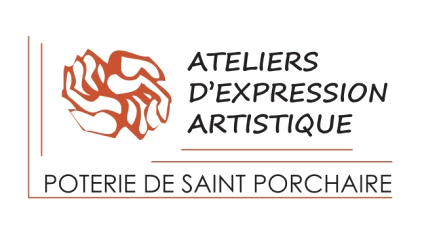 ATELIERS
D'EXPRESSION
ARTISTIQUE
POTERIE DE SAINT PORCHAIRE